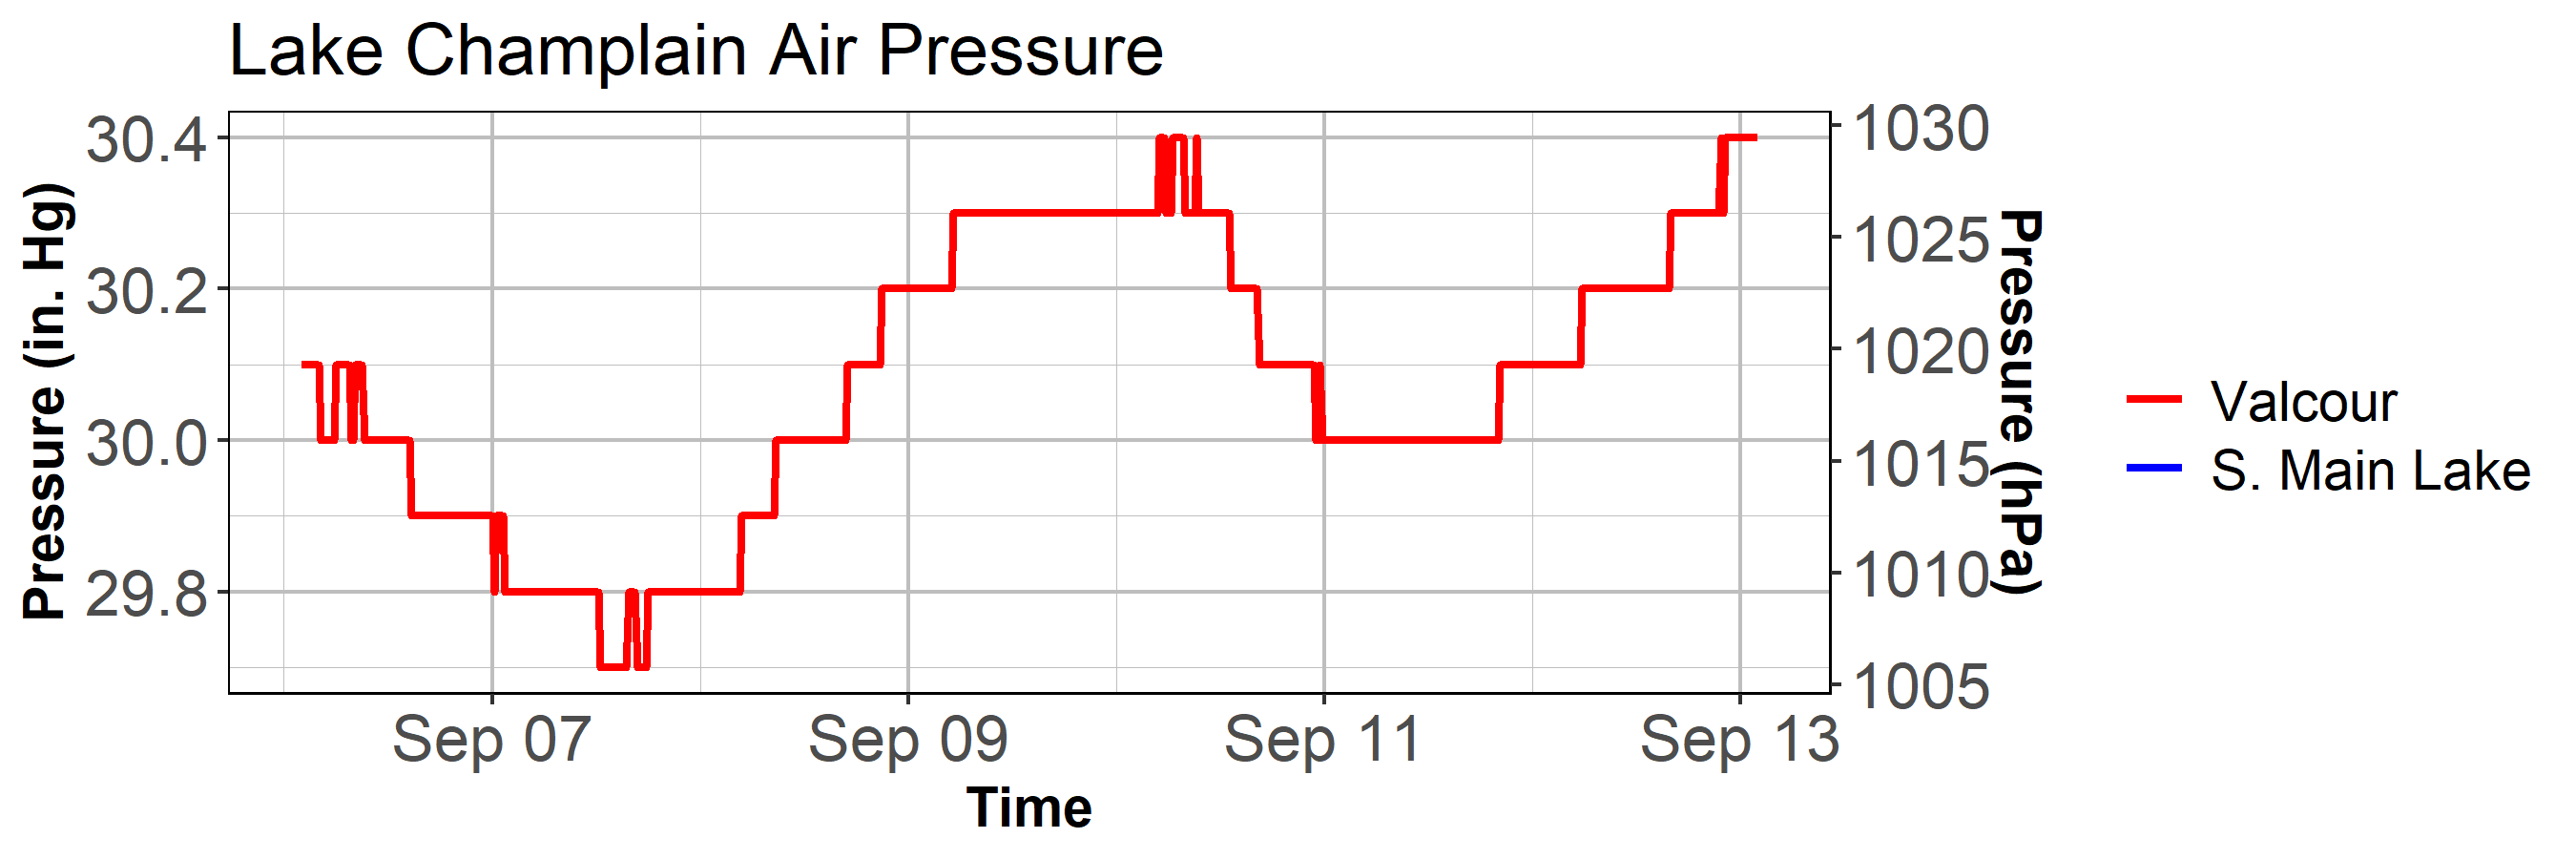 Lake Champlain Air Pressure
Pressure (in. Hg)
30.4
30.2
30.0
29.8
1030
1025
1020
1015
1010
1005
Pressure (hPa)
Sep 07
Sep 09
Sep 11
Sep 13
Time
Valcour
S. Main Lake